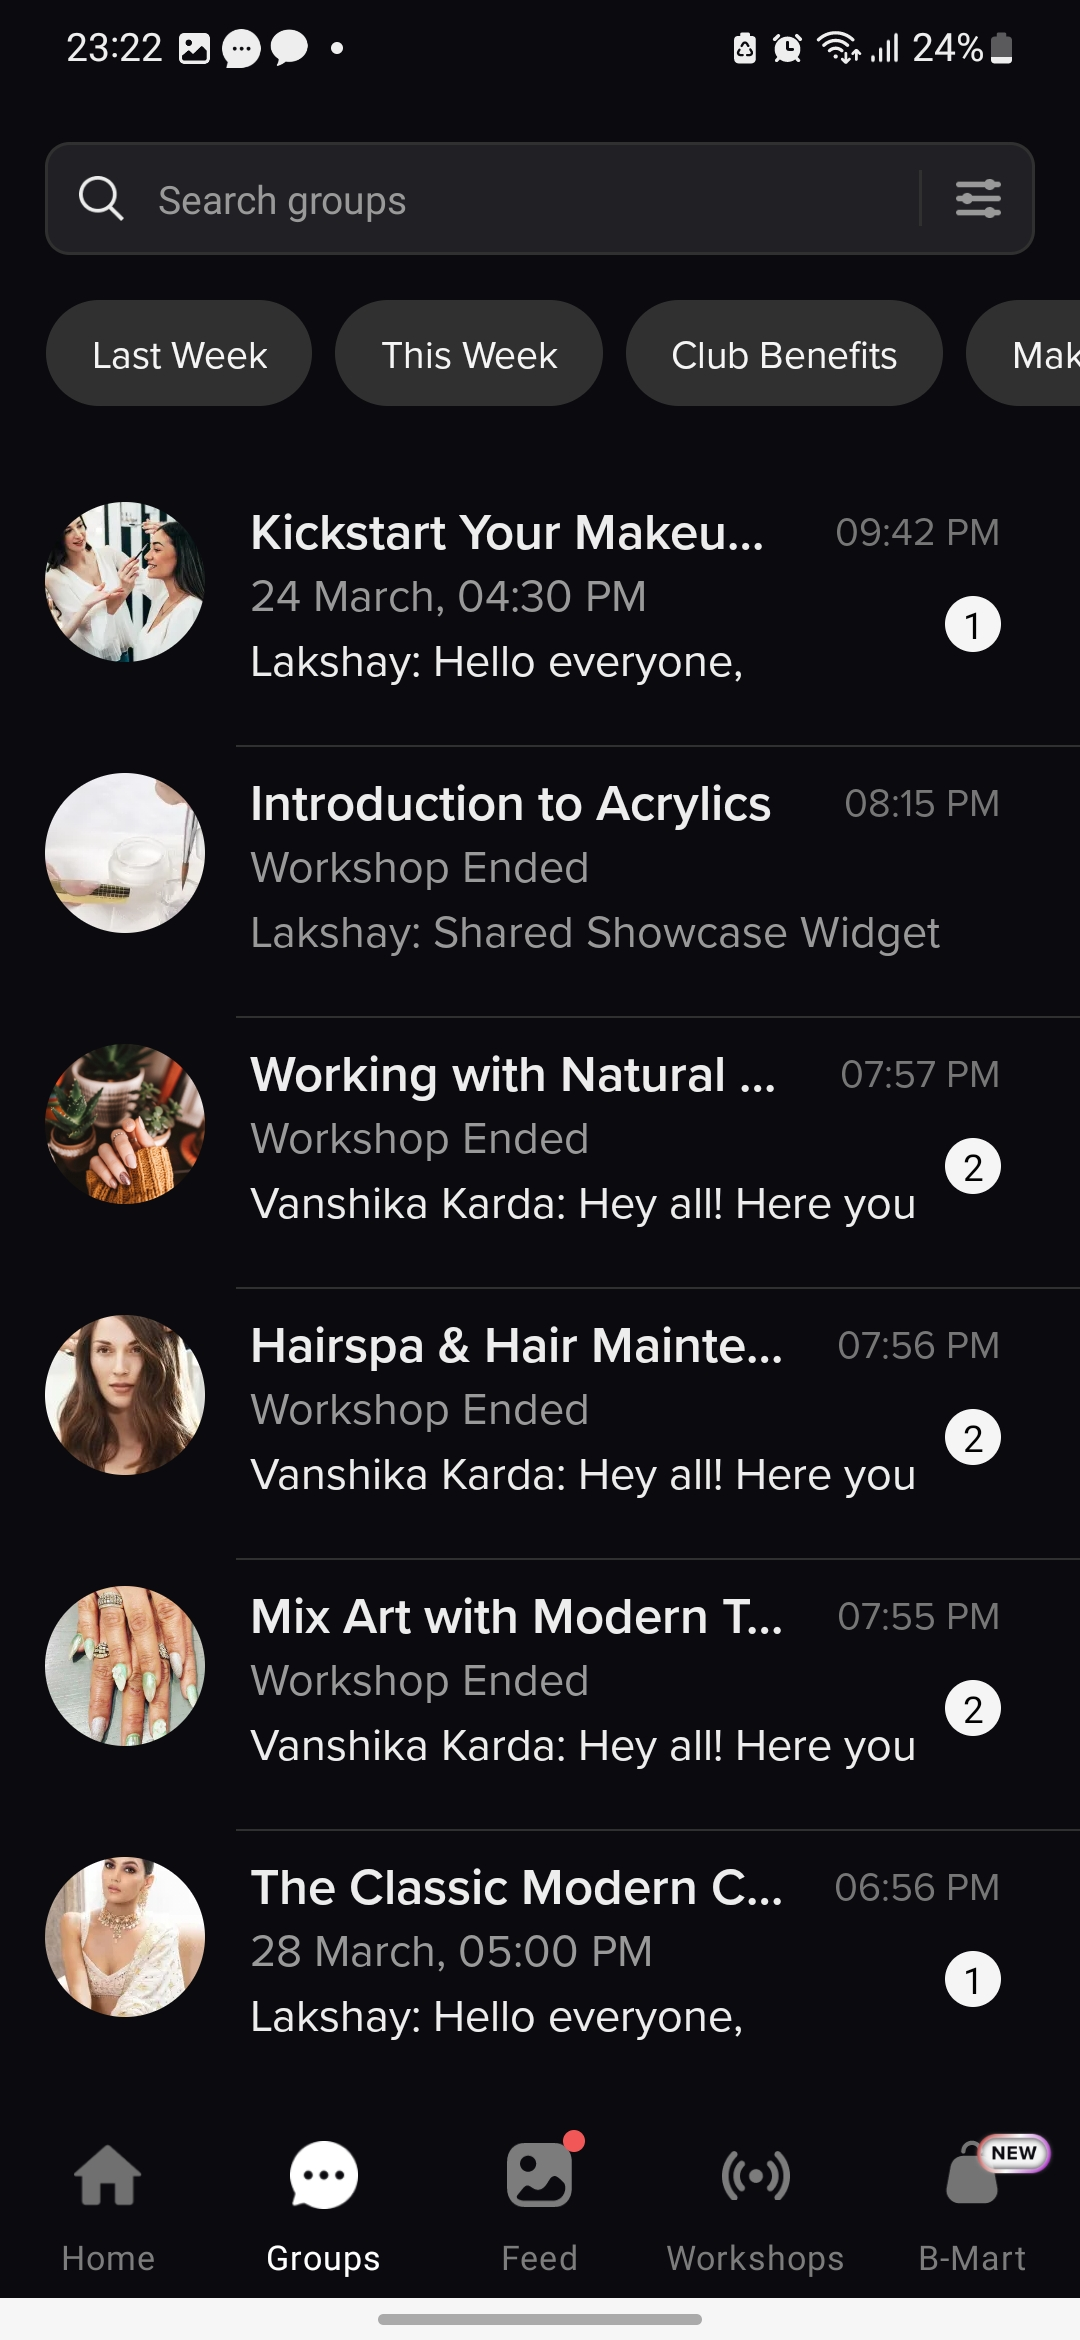 23:22
24%
Search groups
Last Week
This Week
Club Benefits
Mak
Kickstart Your Makeu...
09:42 PM
24 March, 04:30 PM
1
Lakshay: Hello everyone,
Introduction to Acrylics
08:15 PM
Workshop Ended
Lakshay: Shared Showcase Widget
Working with Natural ...
07:57 PM
Workshop Ended
2
Vanshika Karda: Hey all! Here you
Hairspa & Hair Mainte...
07:56 PM
Workshop Ended
2
Vanshika Karda: Hey all! Here you
Mix Art with Modern T...
07:55 PM
Workshop Ended
2
Vanshika Karda: Hey all! Here you
The Classic Modern C...
06:56 PM
28 March, 05:00 PM
1
Lakshay: Hello everyone,
NEW
Home
Groups
Feed
Workshops
B-Mart